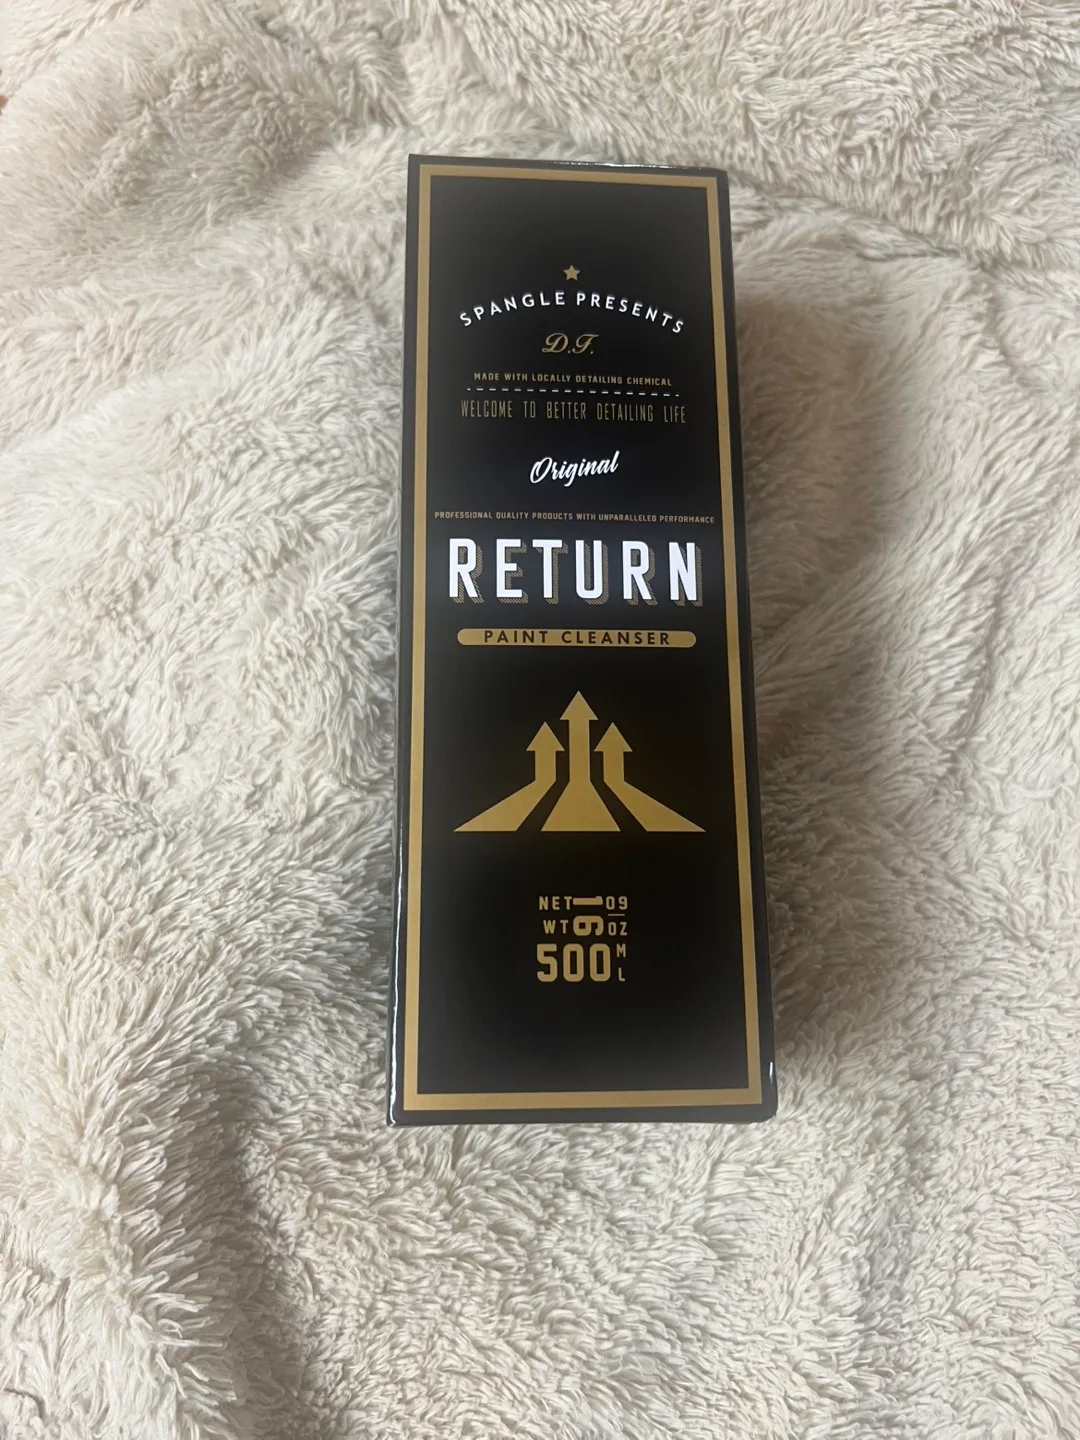 SPANGLE PRESENTS
D.F.
MADE WITH LOCALLY DETAILING CHEMICAL
WELCOME TO BETTER DETAILING LIFE
Original
PROFESSIONAL QUALITY PRODUCTS WITH UNPARALLELED PERFORMANCE
RETURN
PAINT CLEANSER
NET WT 16 09 OZ
500 ML